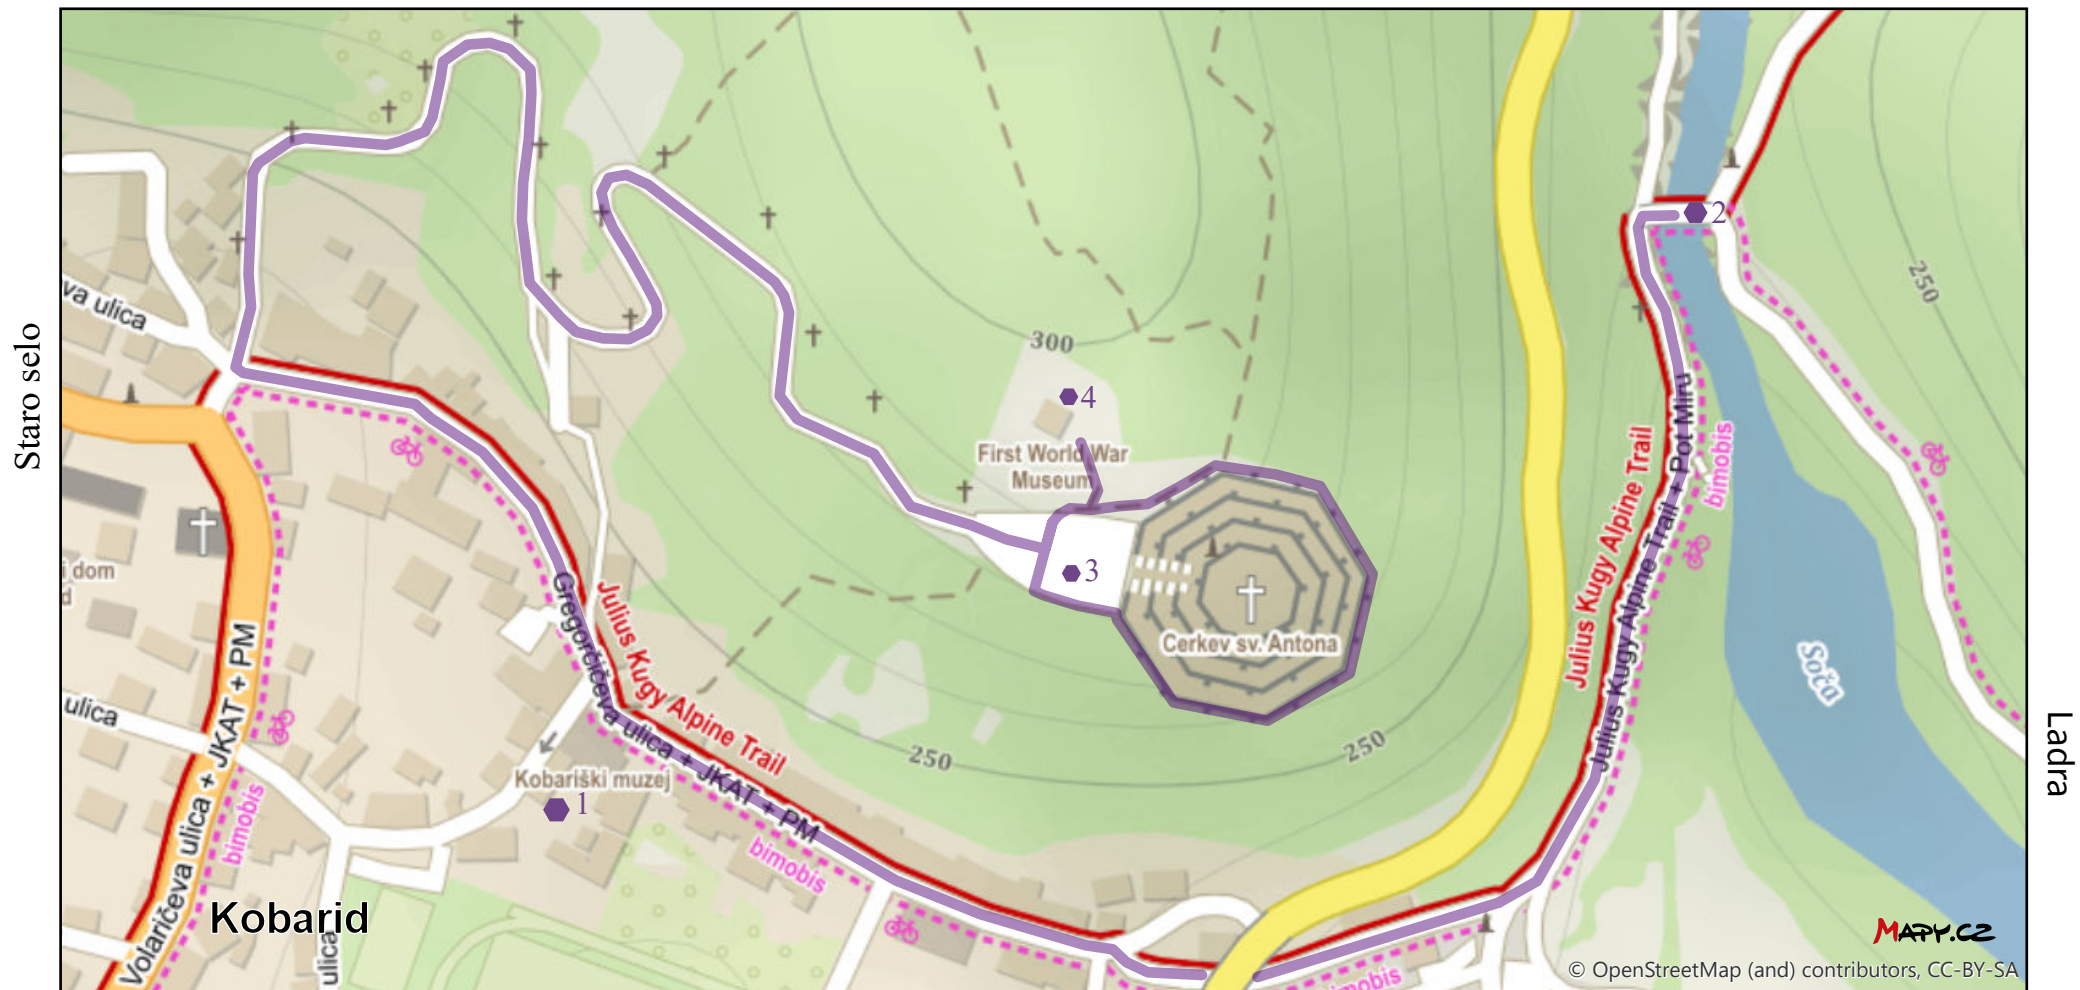 Staro selo
va ulica
i dom
d
ulica
Volaričeva ulica + JKAT + PM
bimobis
Kobarid
ulica
Gregorčičeva ulica + JKAT + PM
Julius Kugy Alpine Trail
Kobariški muzej
1
bimobis
300
4
First World War
Museum
3
Cerkev sv. Antona
250
250
2
250
Julius Kugy Alpine Trail
Julius Kugy Alpine Trail + Pot Miru
bimobis
Soča
Ladra
MAPY.CZ
imobis
© OpenStreetMap (and) contributors, CC-BY-SA